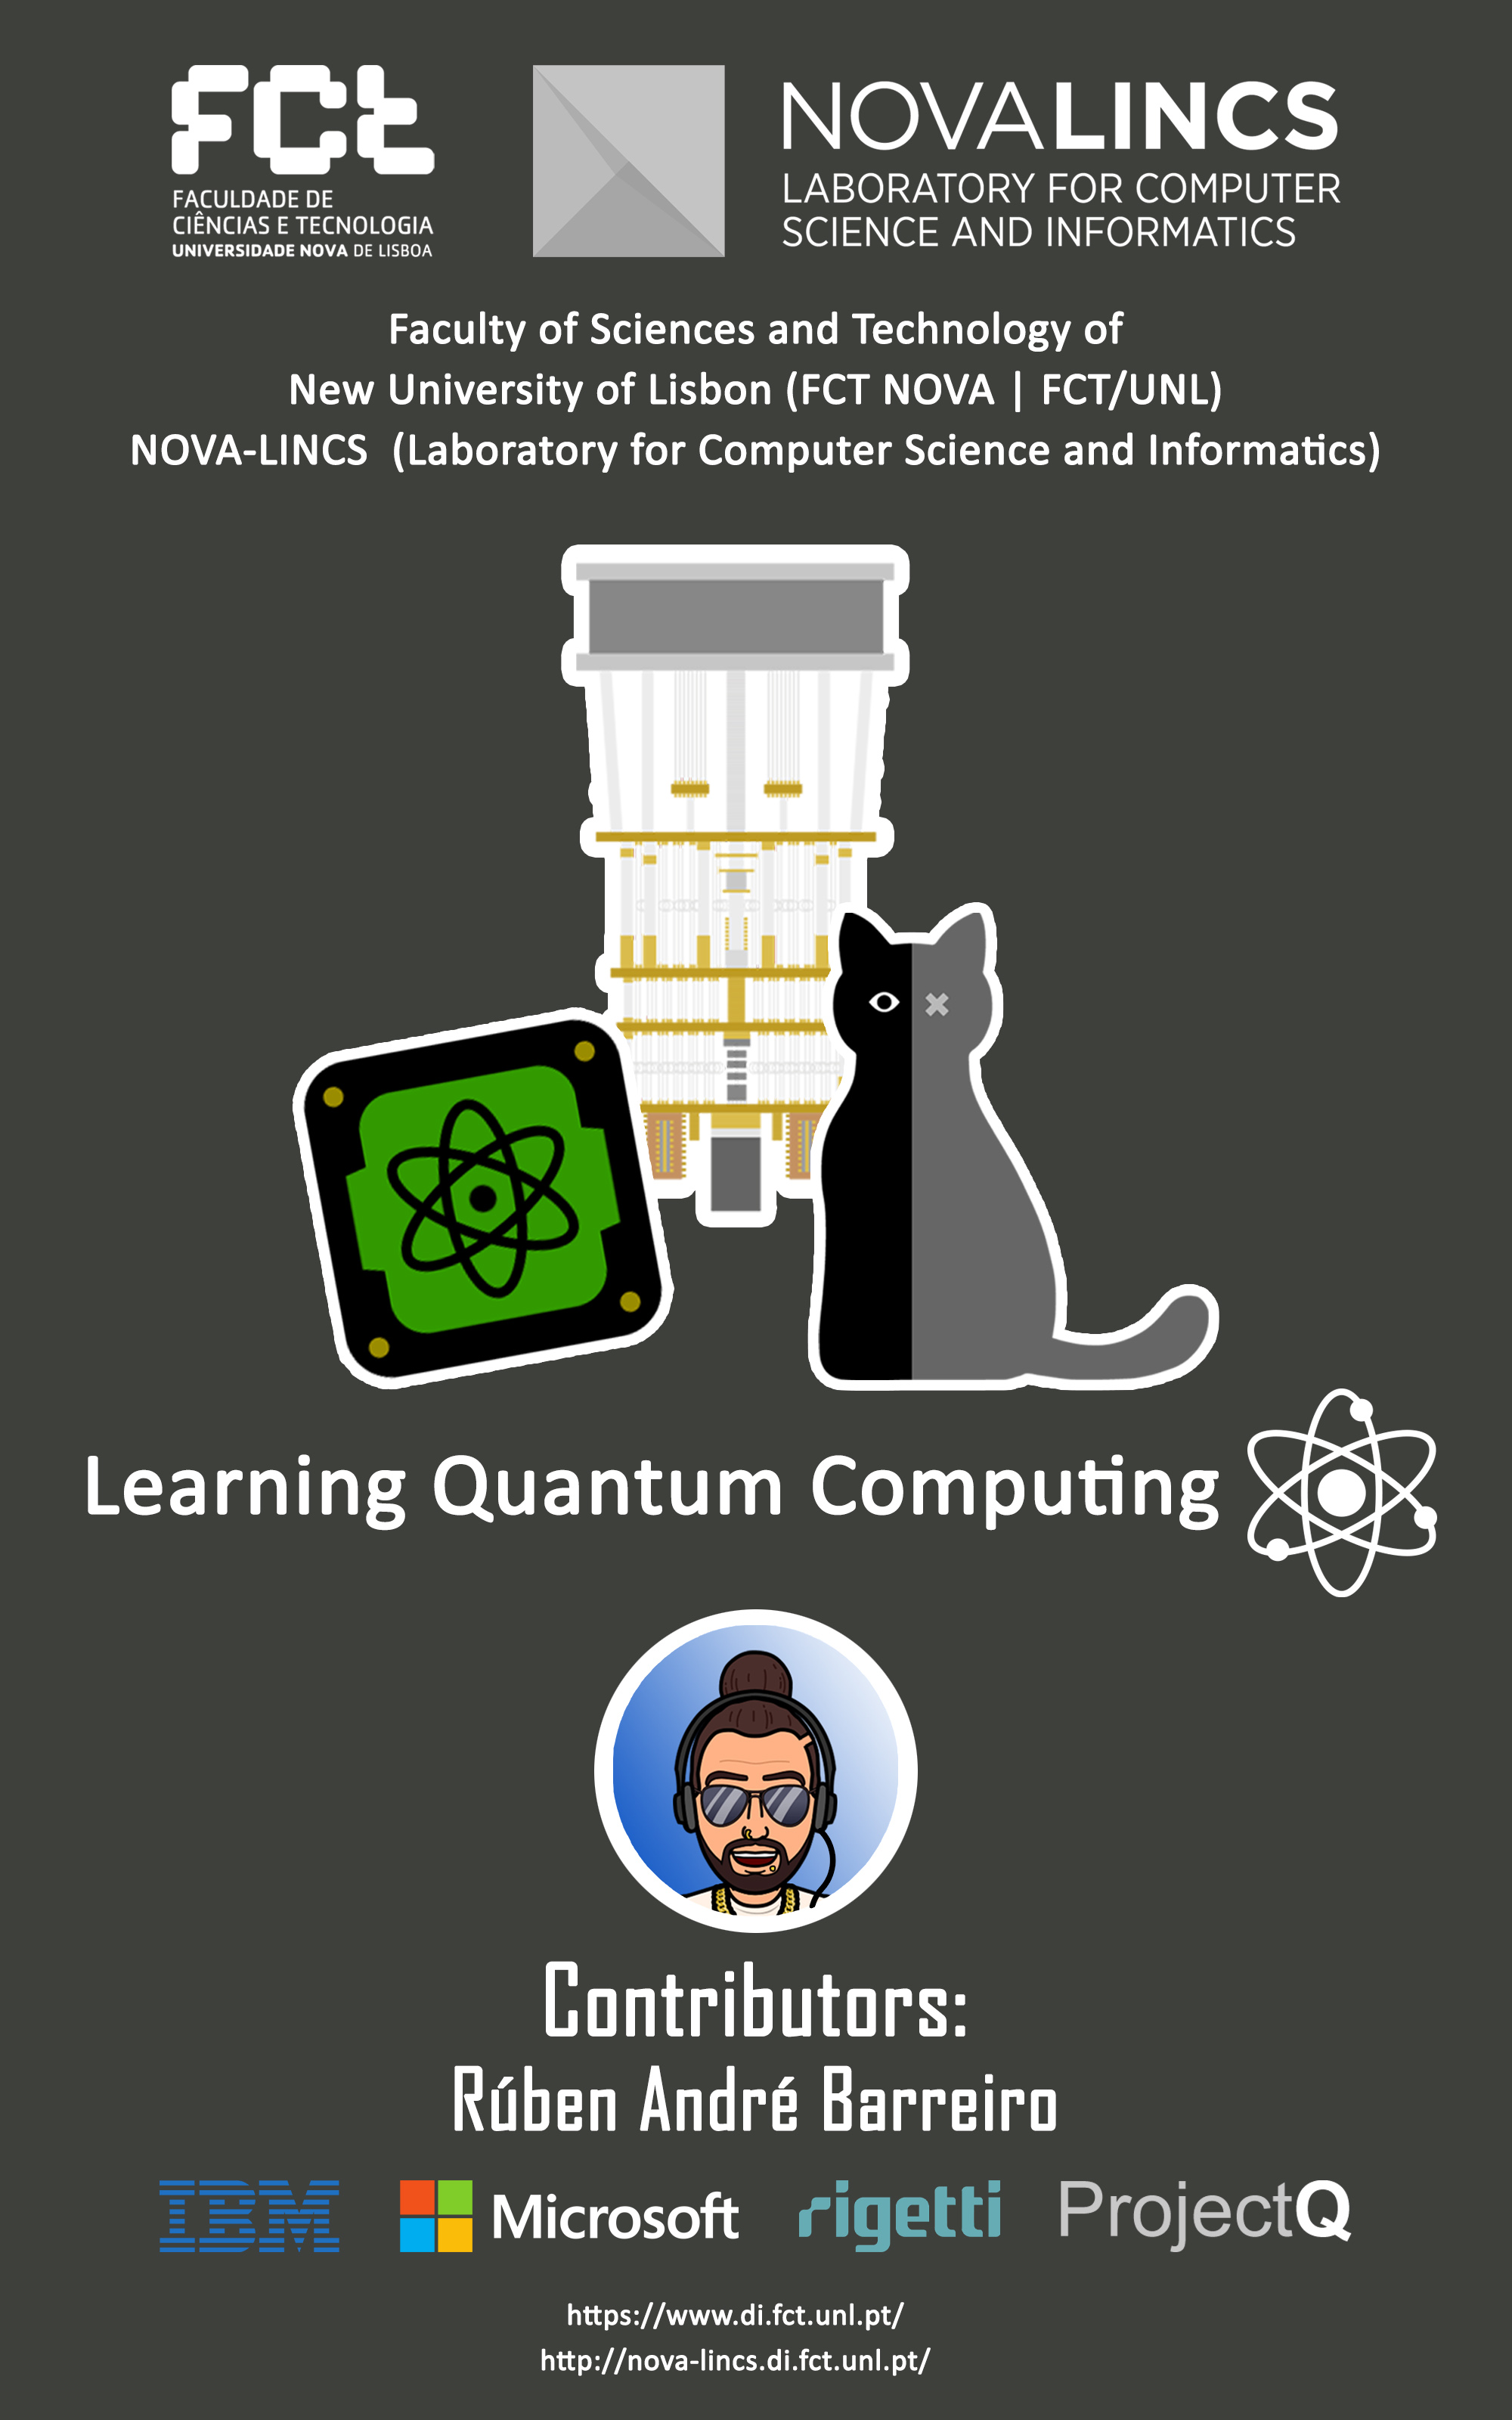 FCt
FACULDADE DE
CIÊNCIAS E TECNOLOGIA
UNIVERSIDADE NOVA DE LISBOA
NOVALINCS
LABORATORY FOR COMPUTER
SCIENCE AND INFORMATICS
Faculty of Sciences and Technology of
New University of Lisbon (FCT NOVA | FCT/UNL)
NOVA-LINCS (Laboratory for Computer Science and Informatics)
Learning Quantum Computing
Contributors:
Rúben André Barreiro
IBM Microsoft rigetti ProjectQ
https://www.di.fct.unl.pt/
http://nova-lincs.di.fct.unl.pt/